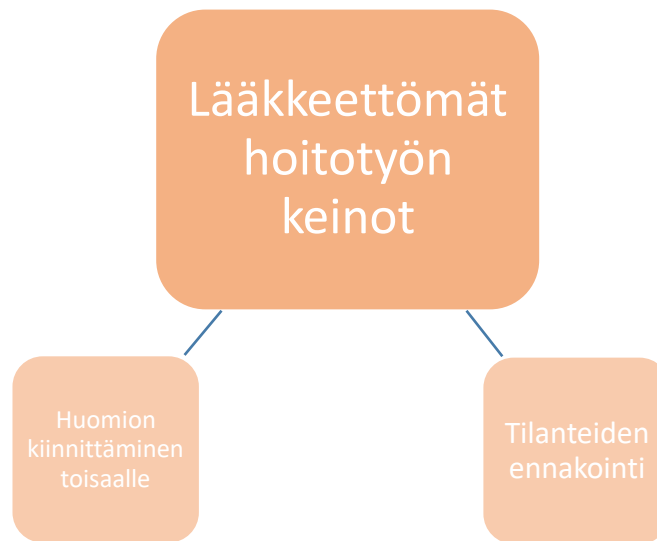 Lääkkeettömät
hoitotyön
keinot
Huomion
kiinnittäminen
toisaalle
Tilanteiden
ennakointi